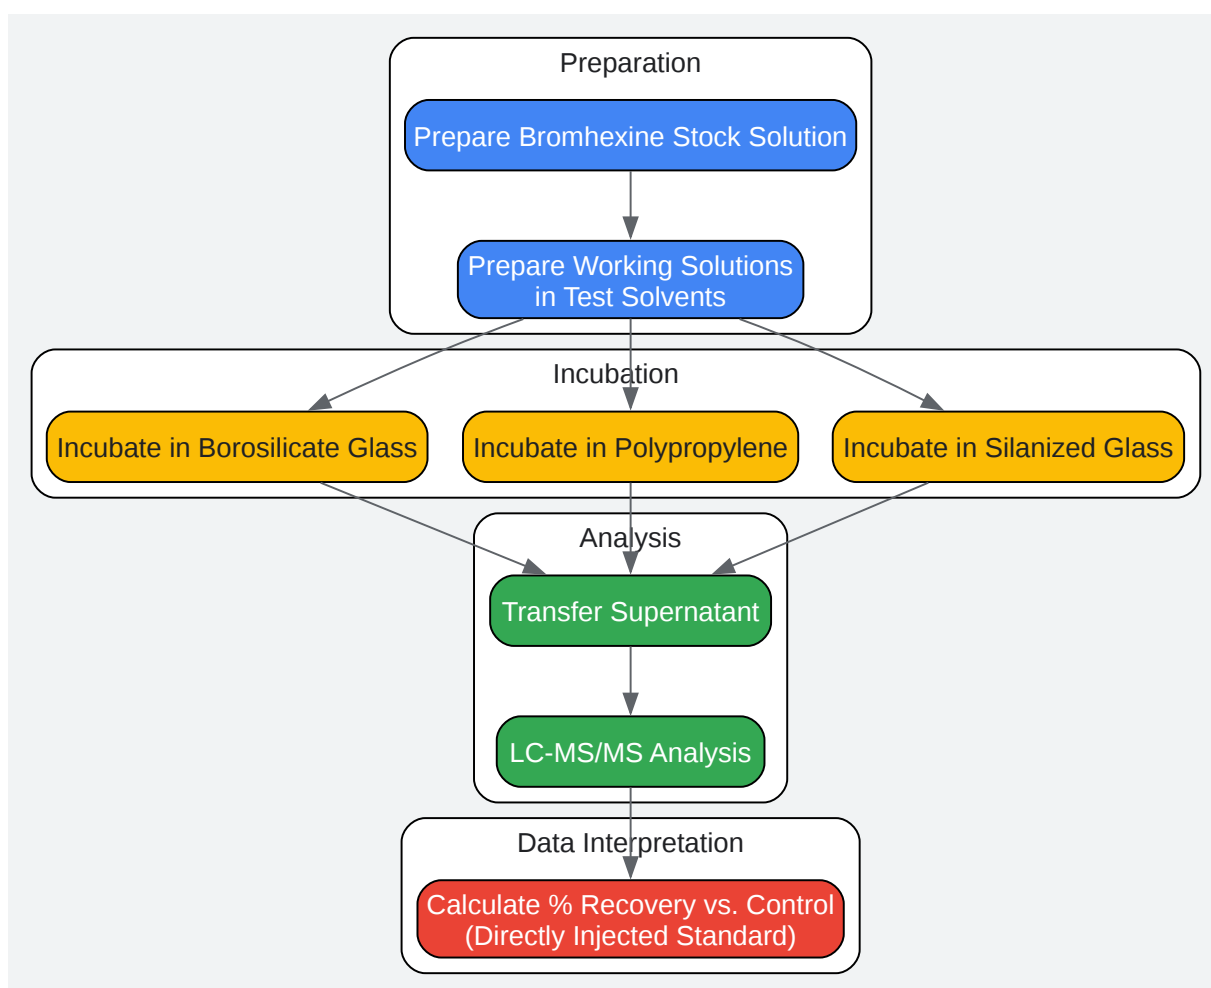 Preparation
Prepare Bromhexine Stock Solution
Prepare Working Solutions
in Test Solvents
Incubation
Incubate in Borosilicate Glass
Incubate in Polypropylene
Incubate in Silanized Glass
Analysis
Transfer Supernatant
LC-MS/MS Analysis
Data Interpretation
Calculate % Recovery vs. Control
(Directly Injected Standard)